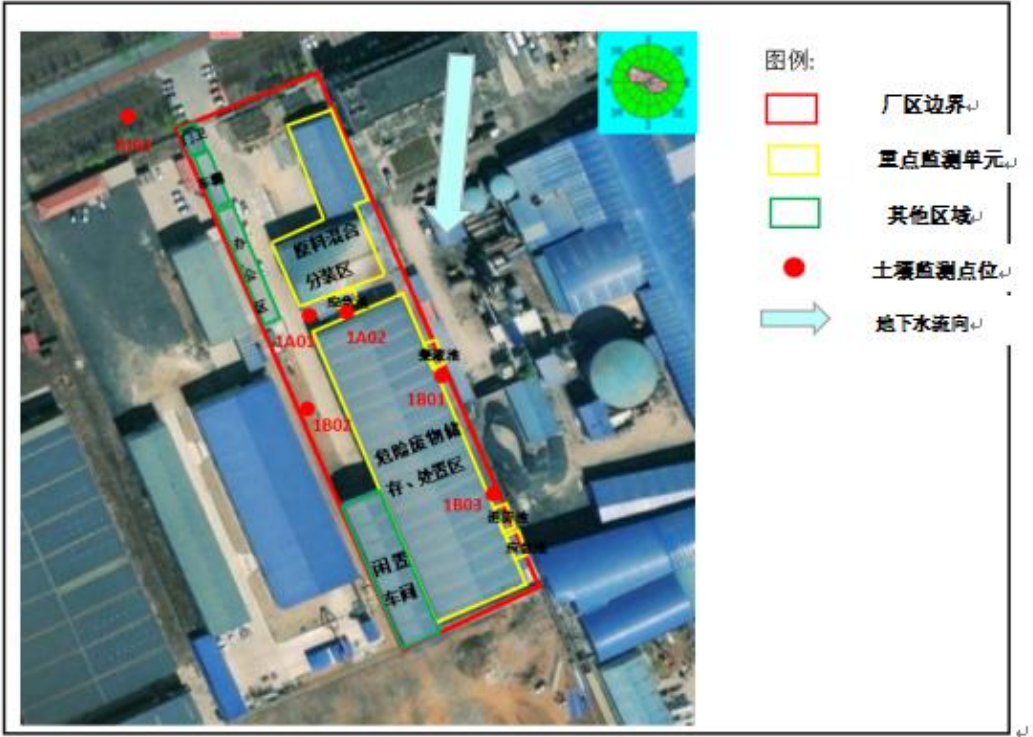 图例:
厂区边界
重点监测单元
其他区域
土壤监测点位
地下水流向
办
公
区
原料混合
分装区
1A01
1A02
1B01
1B02
危险废物储
存、处置区
1B03
闲置
车间